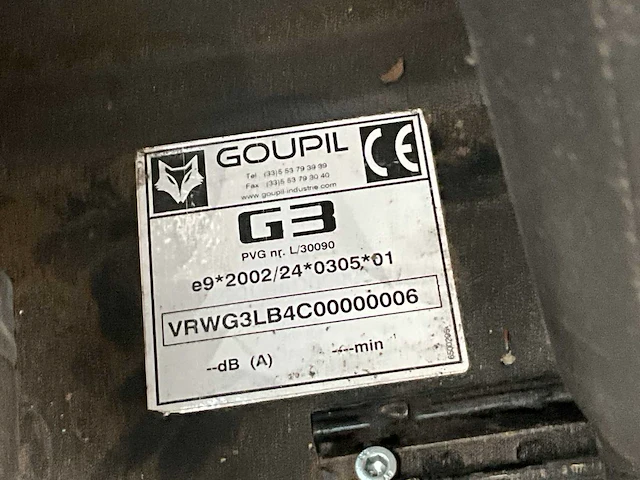 GOUPIL
Tel (33)5 53 79 39 39
Fax (33)5 53 79 30 40
www.goupil-industrie.com
CE
G3
PVG nr. L/30090
e9*2002/24*0305*01
VRWG3LB4C00000006
--dB (A) ----min